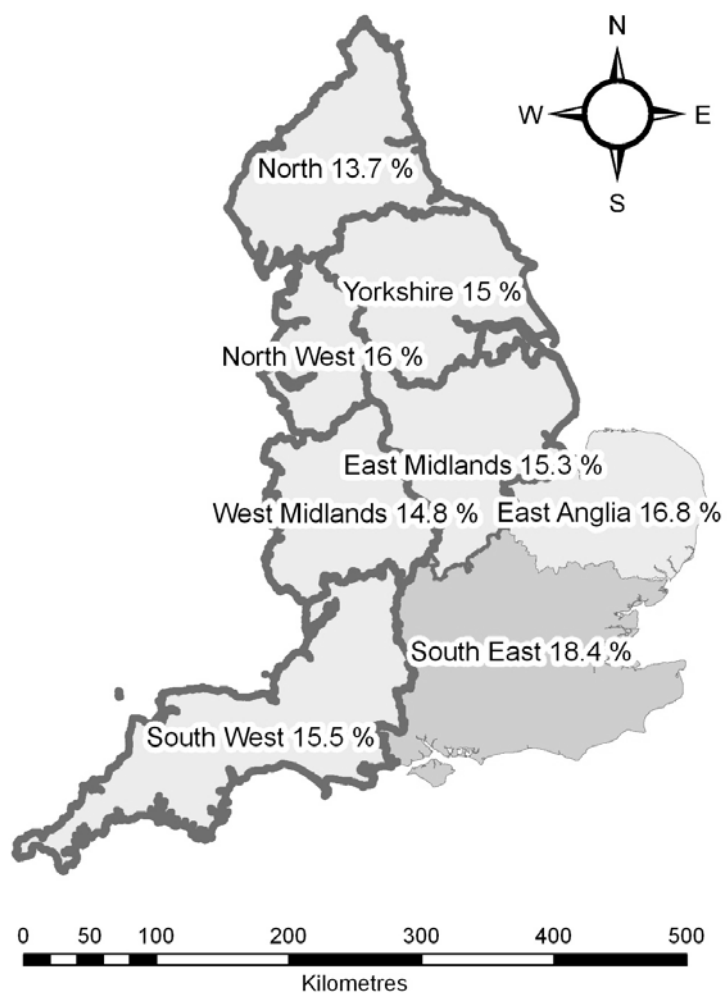 N
W E
S
North 13.7 %
Yorkshire 15 %
North West 16 %
East Midlands 15.3 %
West Midlands 14.8 %
East Anglia 16.8 %
South East 18.4 %
South West 15.5 %
0 50 100 200 300 400 500
Kilometres